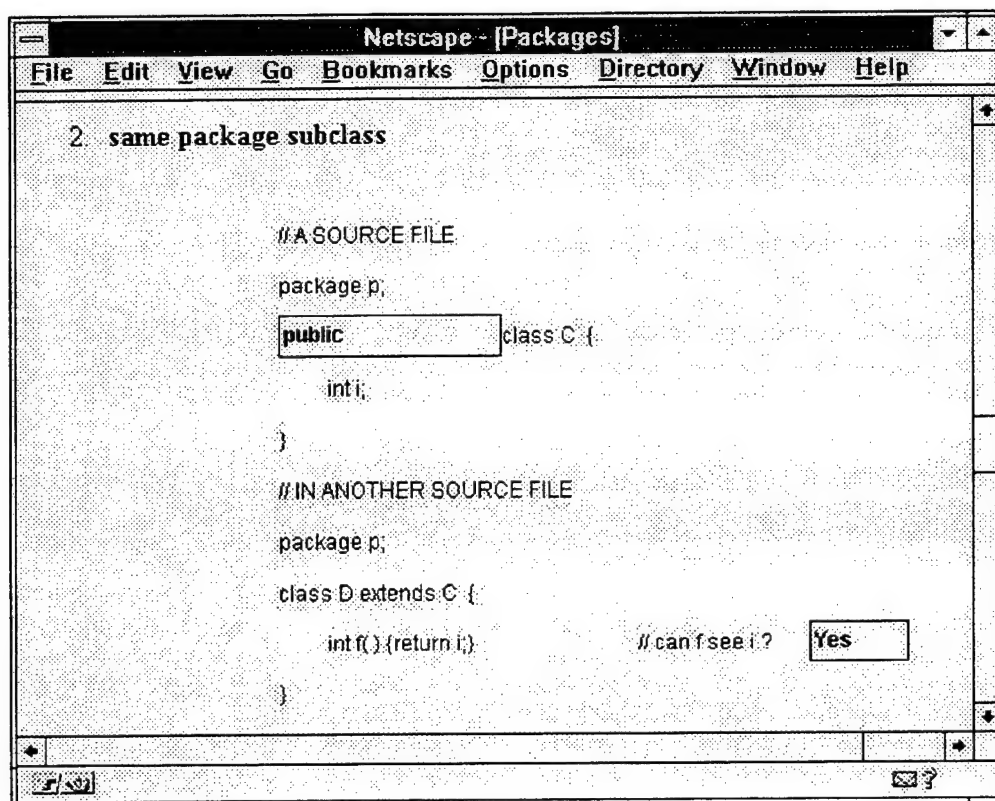 Netscape - [Packages]
File Edit View Go Bookmarks Options Directory Window Help
2. same package subclass
// A SOURCE FILE
package p;
public class C {
int i;
}
// IN ANOTHER SOURCE FILE
package p;
class D extends C {
int f( ) {return i;} // can f see i ? Yes
}
?